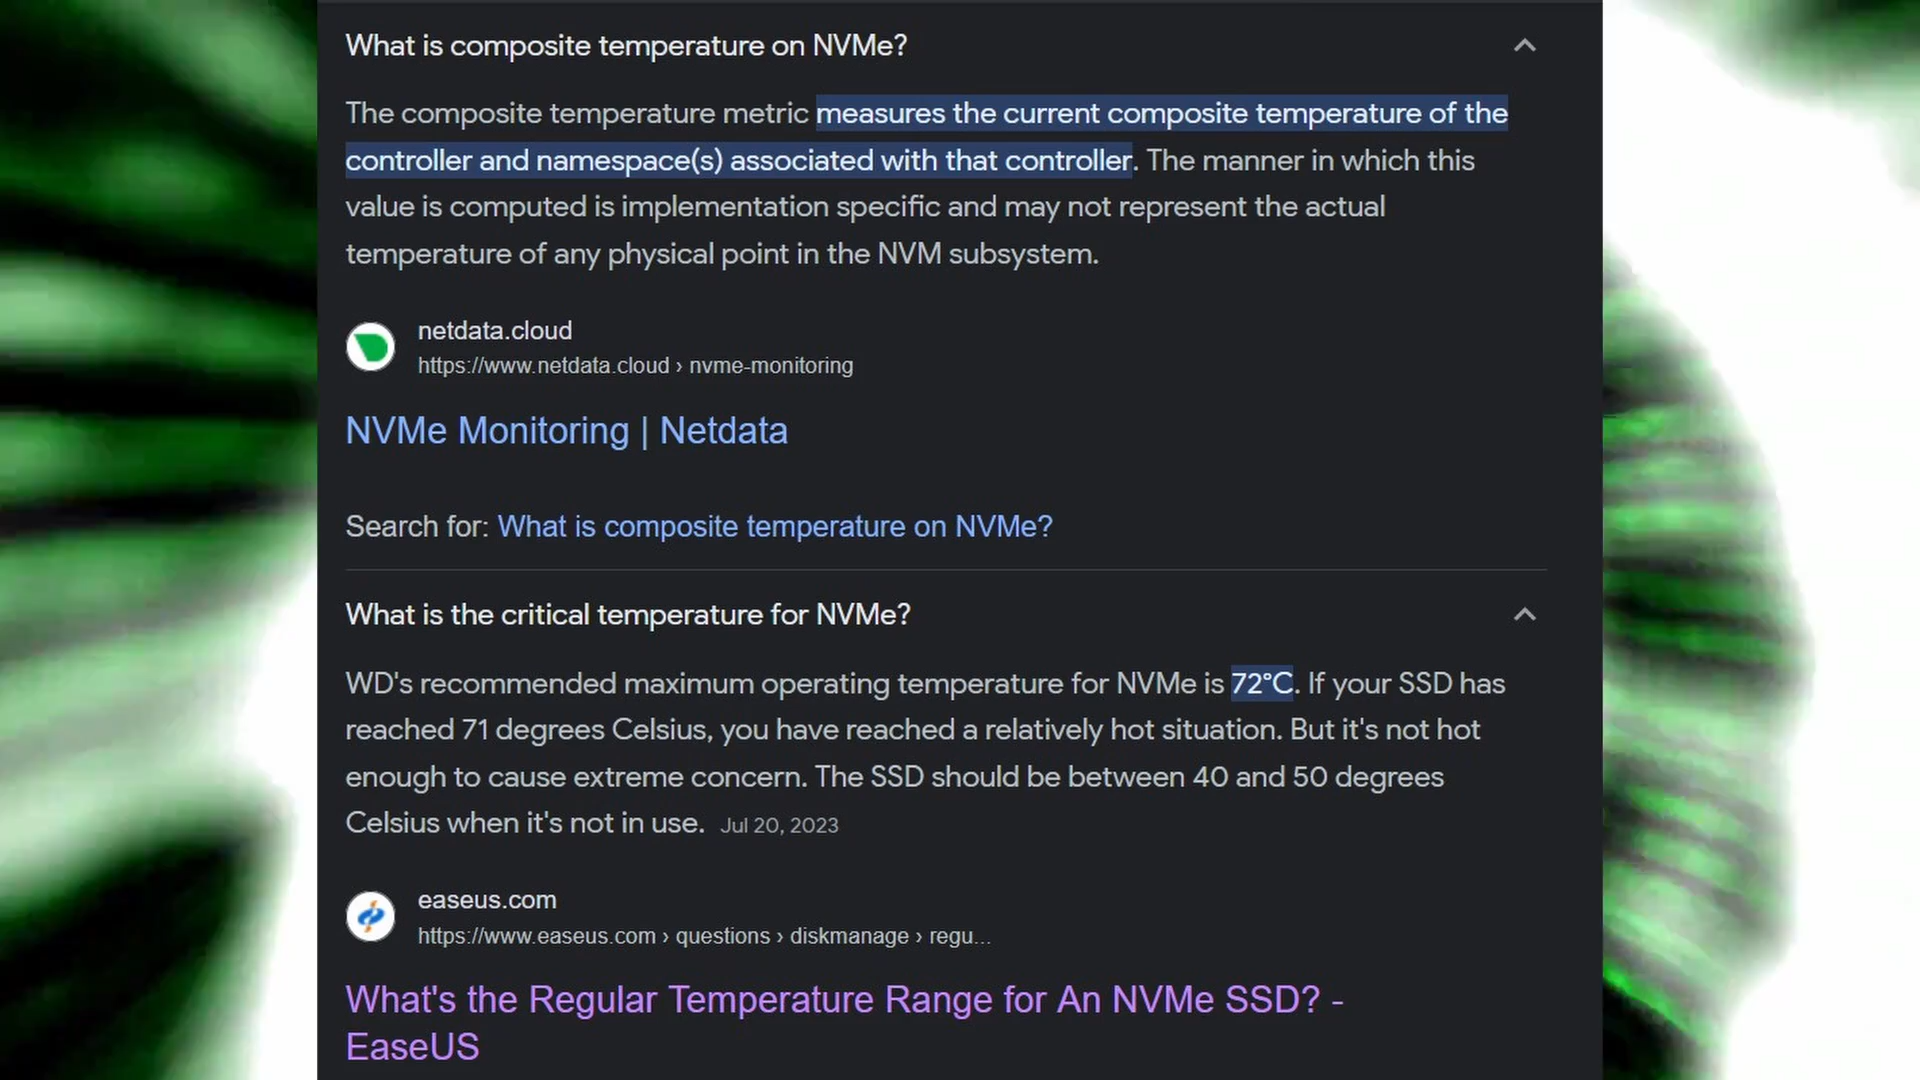 What is composite temperature on NVMe?
The composite temperature metric measures the current composite temperature of the
controller and namespace(s) associated with that controller. The manner in which this
value is computed is implementation specific and may not represent the actual
temperature of any physical point in the NVM subsystem.
netdata.cloud
https://www.netdata.cloud › nvme-monitoring
NVMe Monitoring | Netdata
Search for: What is composite temperature on NVMe?
What is the critical temperature for NVMe?
WD's recommended maximum operating temperature for NVMe is 72°C. If your SSD has
reached 71 degrees Celsius, you have reached a relatively hot situation. But it's not hot
enough to cause extreme concern. The SSD should be between 40 and 50 degrees
Celsius when it's not in use. Jul 20, 2023
easeus.com
https://www.easeus.com › questions › diskmanage › regu...
What's the Regular Temperature Range for An NVMe SSD? -
EaseUS